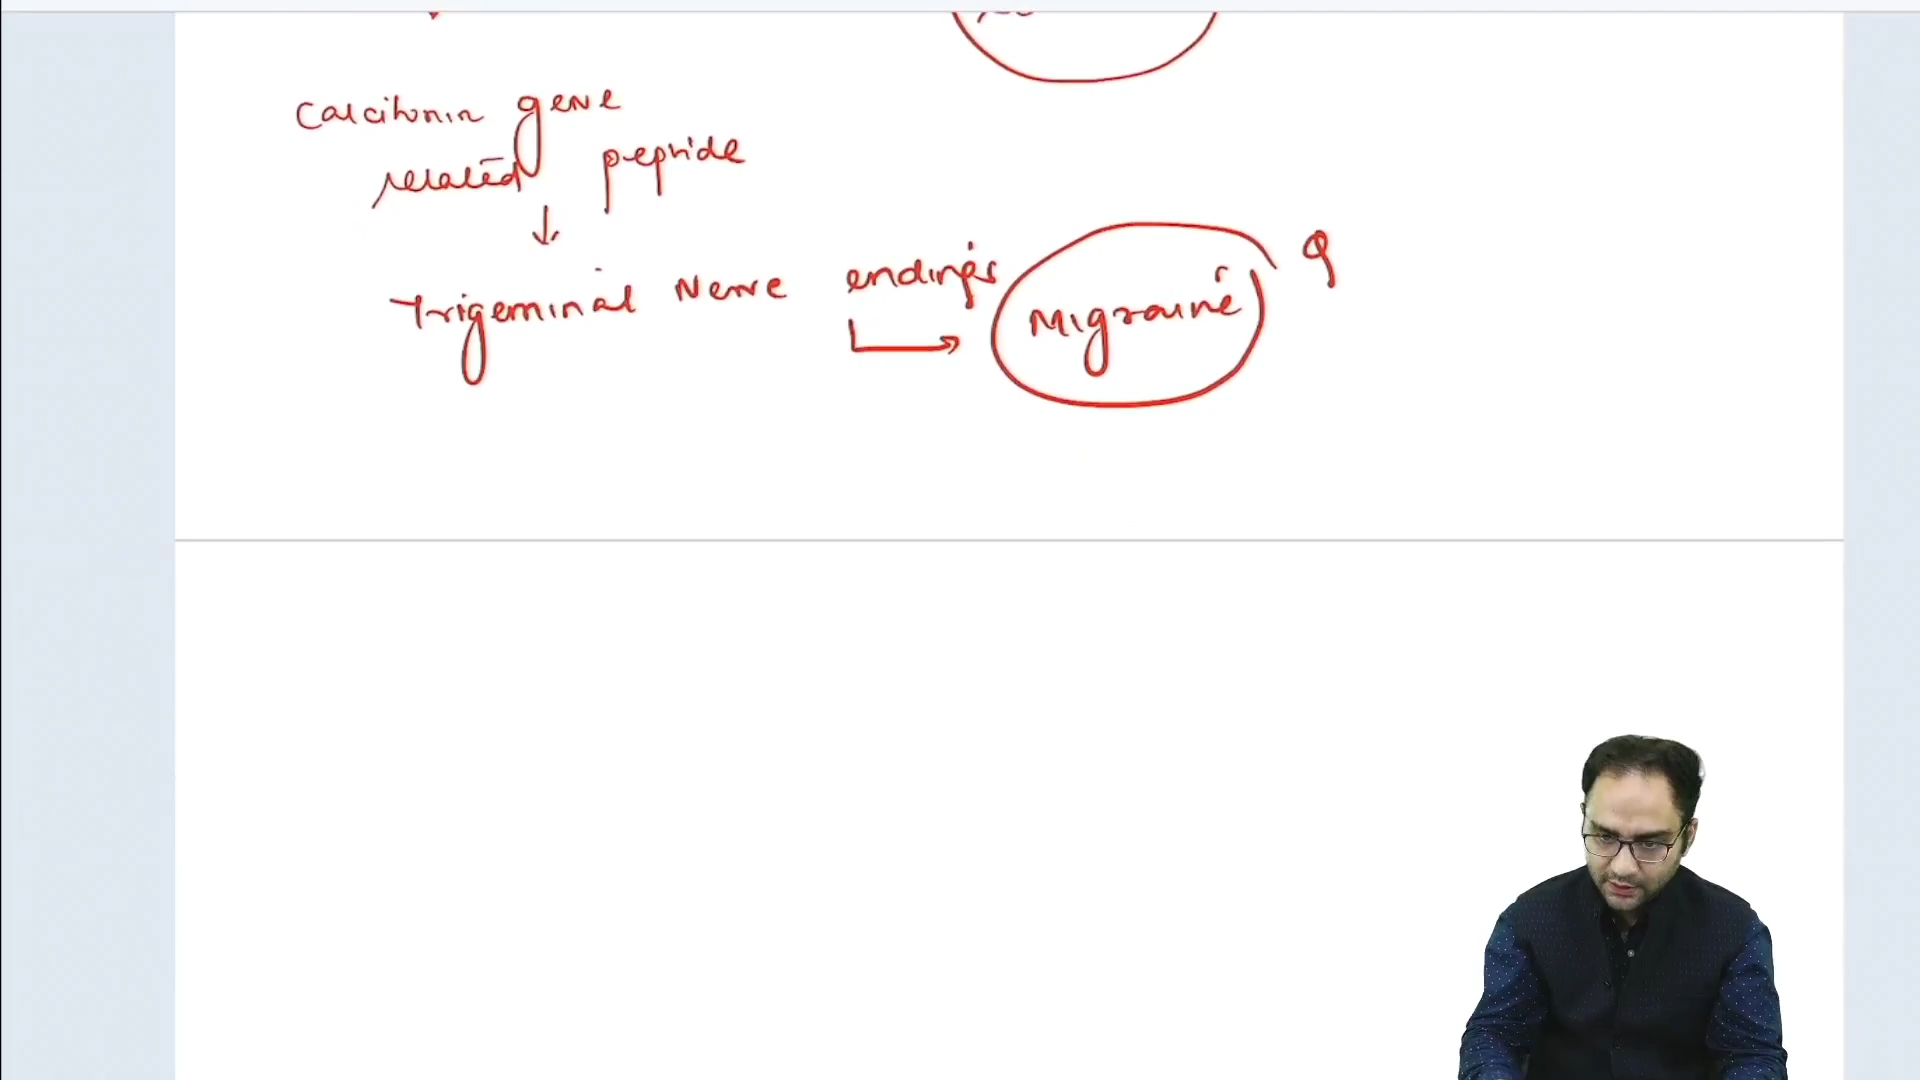 Calcitonin gene
related peptide
↓
Trigeminal Nerve endings
Migraine